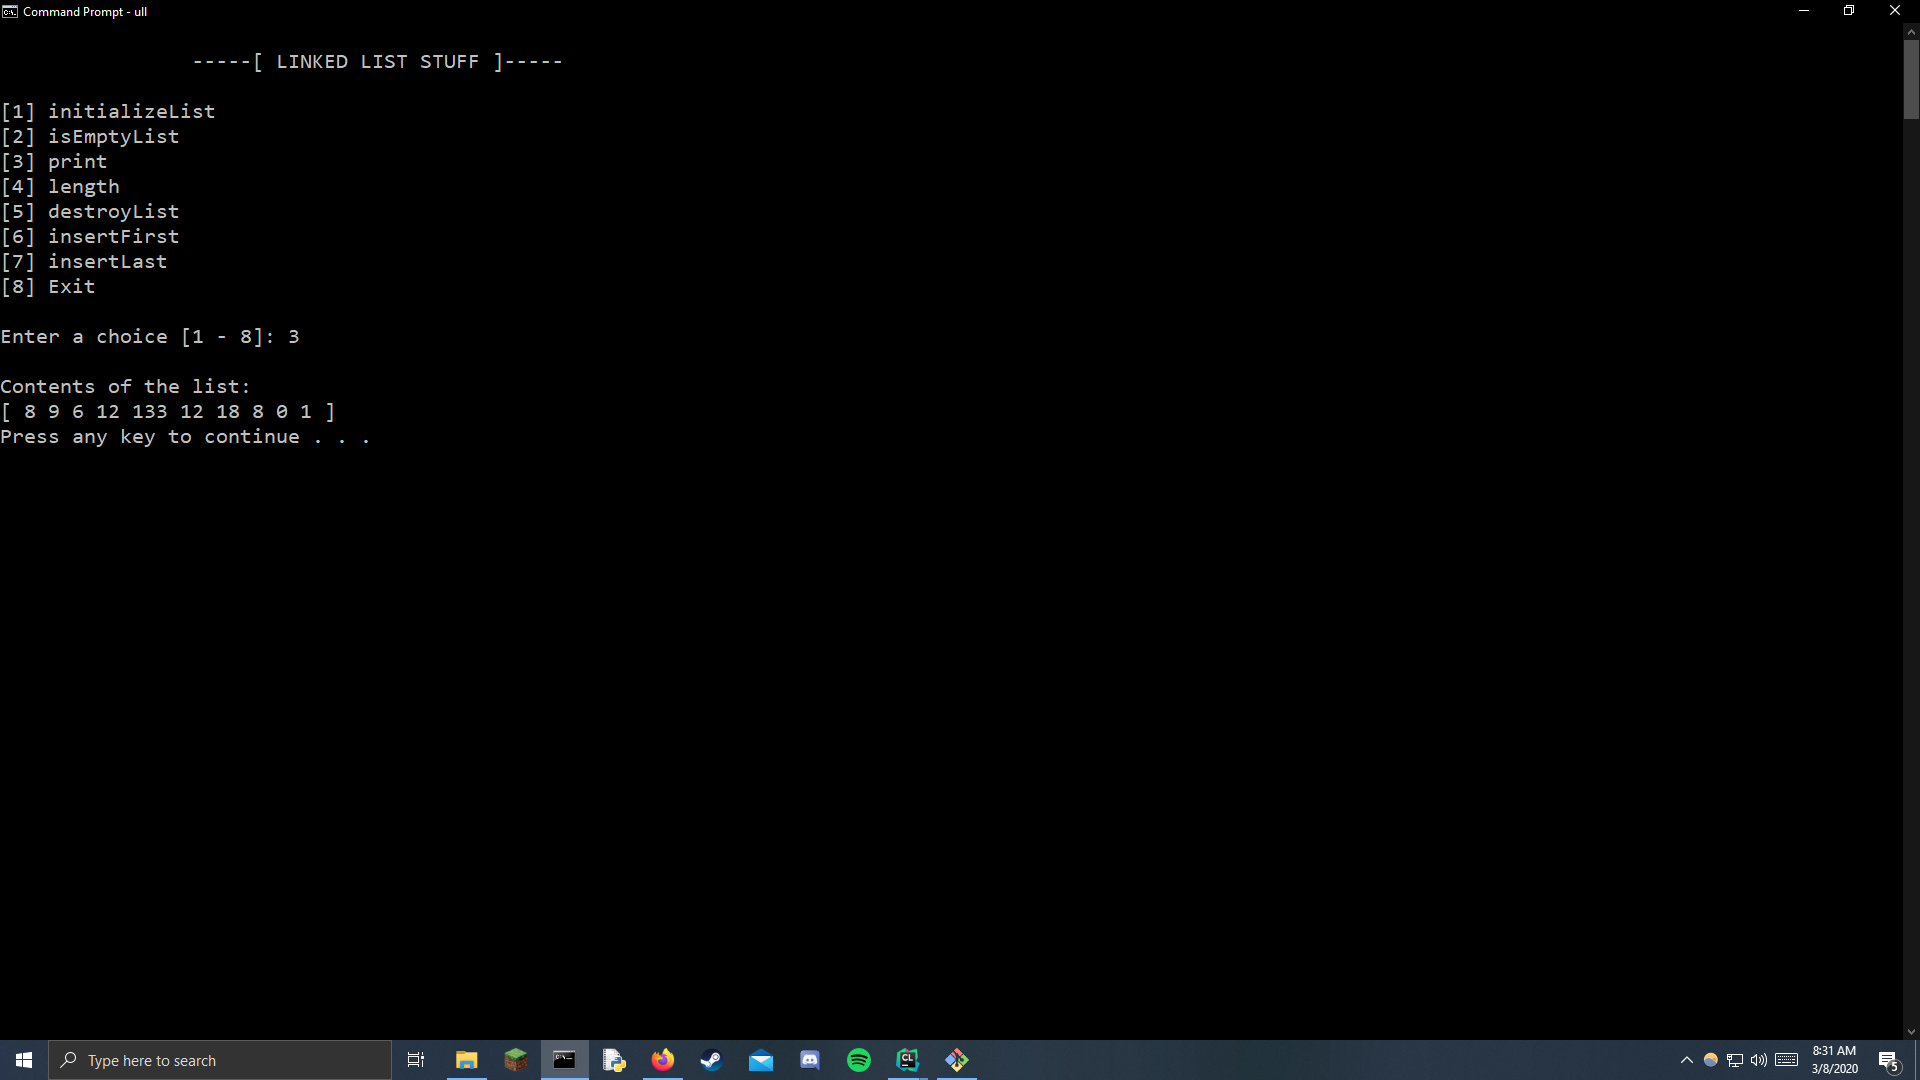 Command Prompt - ull
-----[ LINKED LIST STUFF ]-----
[1] initializeList
[2] isEmptyList
[3] print
[4] length
[5] destroyList
[6] insertFirst
[7] insertLast
[8] Exit
Enter a choice [1 - 8]: 3
Contents of the list:
[ 8 9 6 12 133 12 18 8 0 1 ]
Press any key to continue . . .
Type here to search
CL
8:31 AM
3/8/2020
5